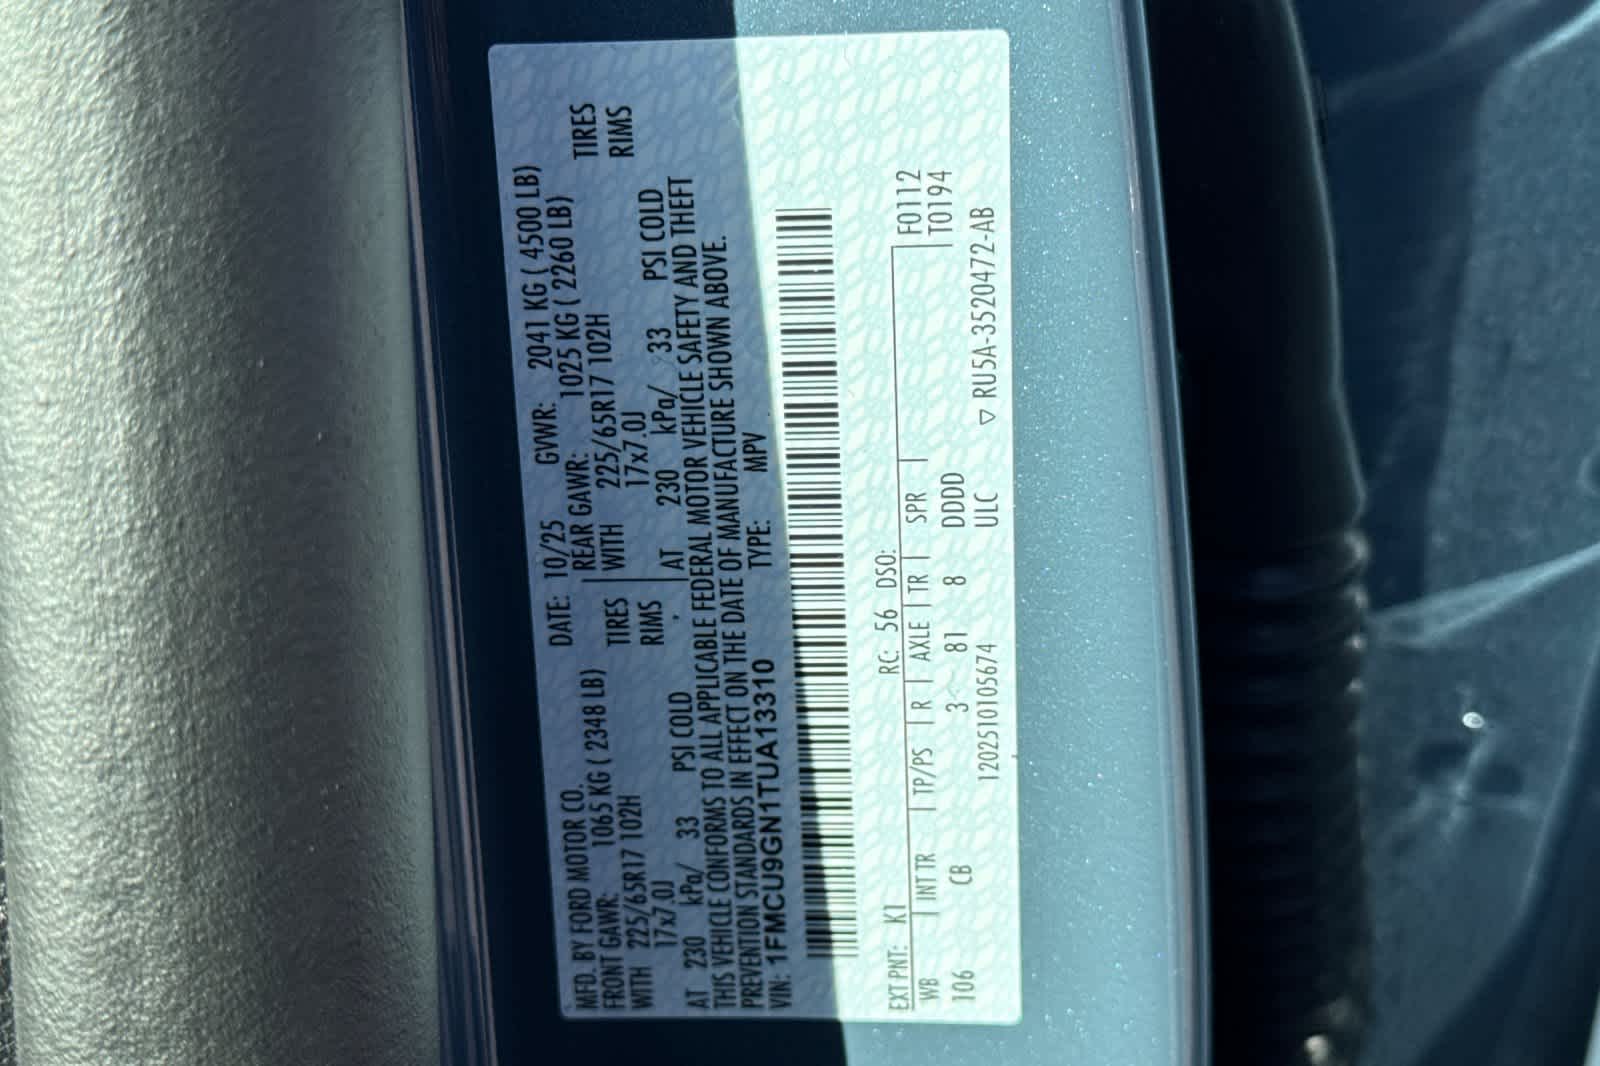 MFD. BY FORD MOTOR CO. DATE: 10/25 GVWR: 2041 KG ( 4500 LB)
FRONT GAWR: 1065 KG ( 2348 LB) REAR GAWR: 1025 KG ( 2260 LB)
WITH 225/65R17 102H TIRES WITH 225/65R17 102H TIRES
17x7.0J RIMS 17x7.0J RIMS
AT 230 kPa/ 33 PSI COLD AT 230 kPa/ 33 PSI COLD
THIS VEHICLE CONFORMS TO ALL APPLICABLE FEDERAL MOTOR VEHICLE SAFETY AND THEFT
PREVENTION STANDARDS IN EFFECT ON THE DATE OF MANUFACTURE SHOWN ABOVE.
VIN: 1FMCU9GN1TUA13310 TYPE: MPV
EXT PNT: K1 RC: 56 DSO: F0112
WB INT TR TP/PS R AXLE TR SPR T0194
106 CB 3 81 8 DDDD
1202510105674 ULC ▽ RU5A-3520472-AB